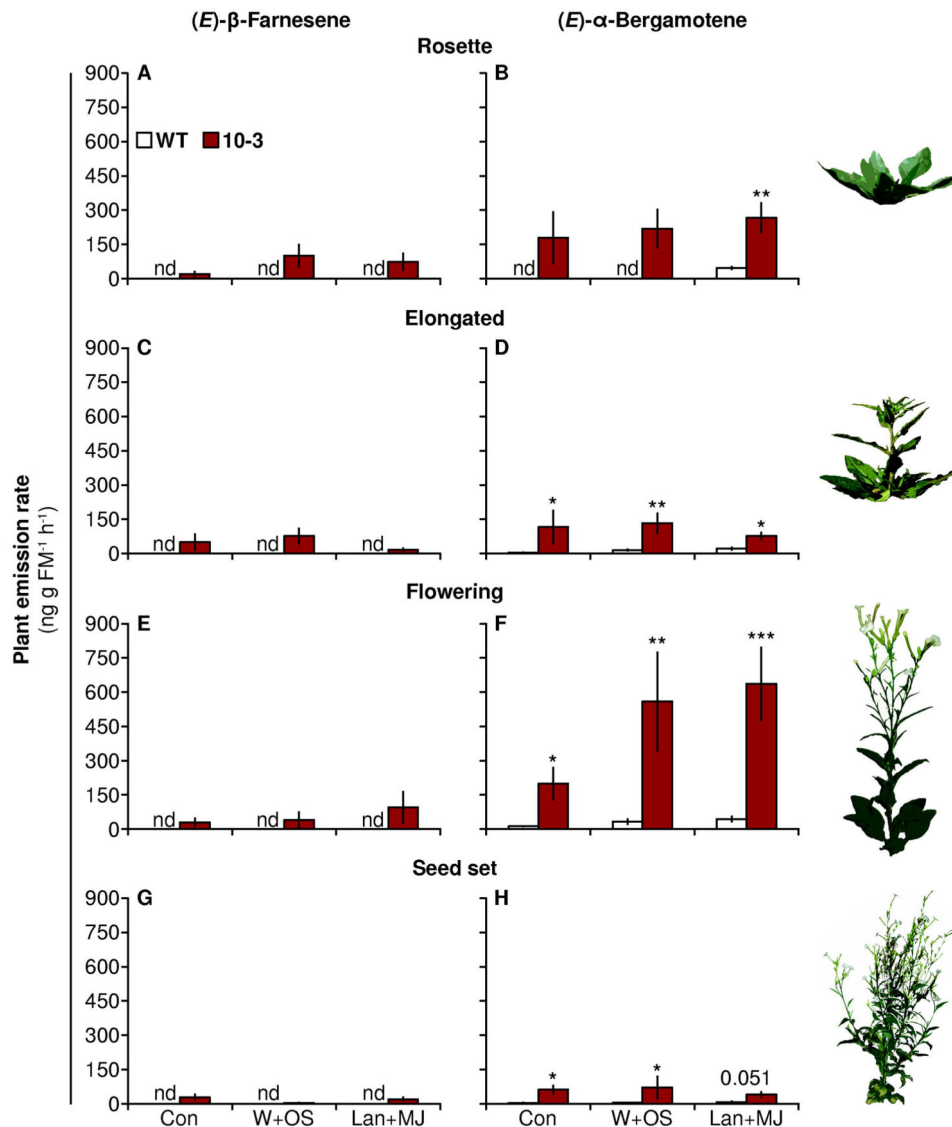 (E)-β-Farnesene (E)-α-Bergamotene
Rosette
A B
900
750
600
450
300
150
0
WT 10-3
nd nd nd
nd nd **
Elongated
C D
900
750
600
450
300
150
0
nd nd nd
* ** *
Flowering
E F
900
750
600
450
300
150
0
nd nd nd
* ** ***
Seed set
G H
900
750
600
450
300
150
0
nd nd nd
* * 0.051
Con W+OS Lan+MJ Con W+OS Lan+MJ
Plant emission rate
(ng g FM⁻¹ h⁻¹)